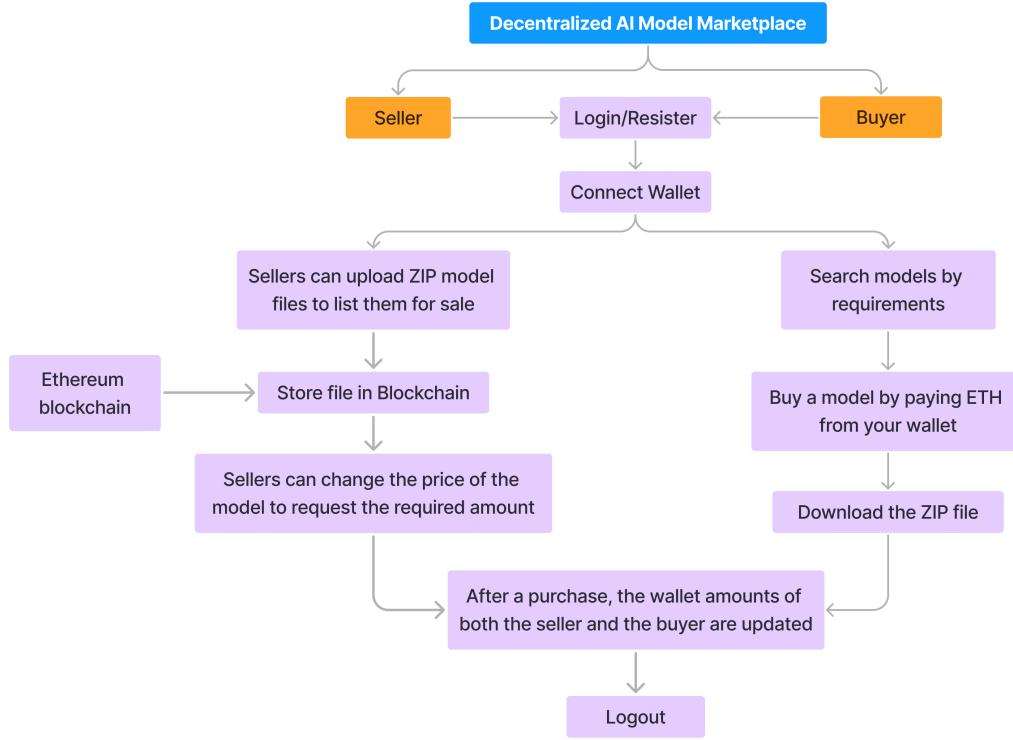 Decentralized AI Model Marketplace
Seller
Login/Resister
Buyer
Connect Wallet
Sellers can upload ZIP model
files to list them for sale
Search models by
requirements
Ethereum
blockchain
Store file in Blockchain
Buy a model by paying ETH
from your wallet
Sellers can change the price of the
model to request the required amount
Download the ZIP file
After a purchase, the wallet amounts of
both the seller and the buyer are updated
Logout